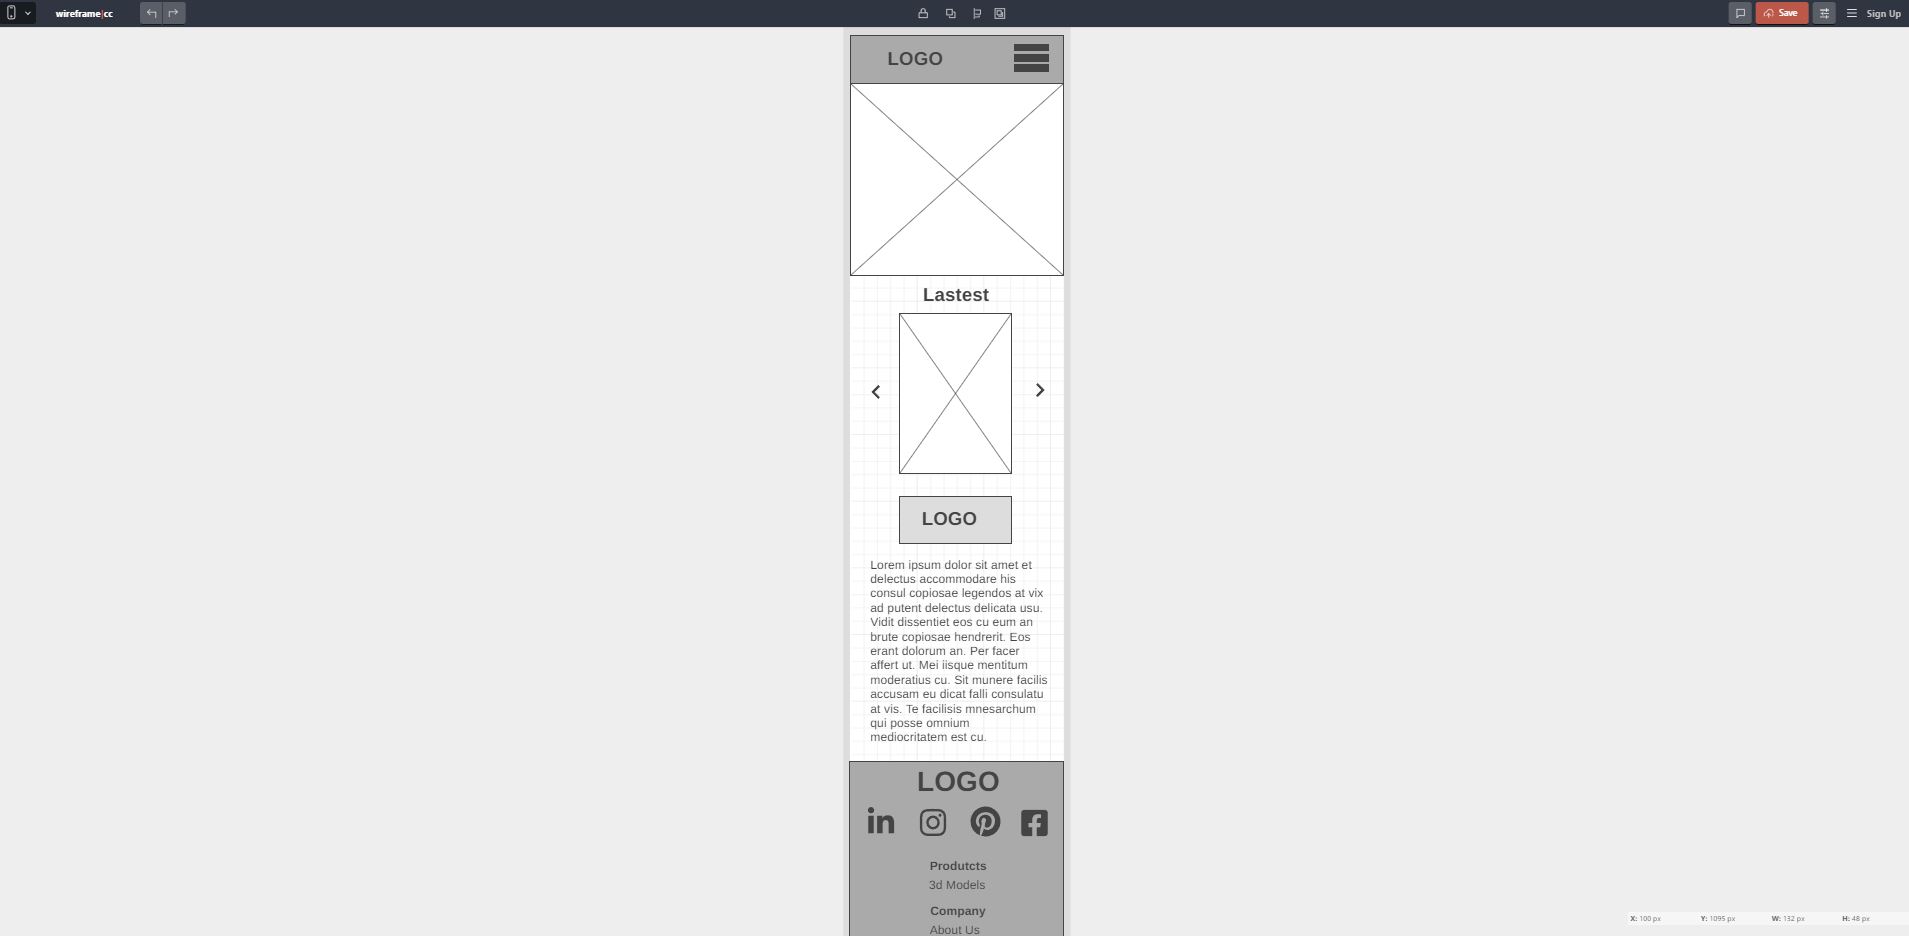 wireframe|cc
Save
Sign Up
LOGO
Lastest
LOGO
Lorem ipsum dolor sit amet et
delectus accommodare his
consul copiosae legendos at vix
ad putent delectus delicata usu.
Vidit dissentiet eos cu eum an
brute copiosae hendrerit. Eos
erant dolorum an. Per facer
affert ut. Mei iisque mentitum
moderatius cu. Sit munere facilis
accusam eu dicat falli consulatu
at vis. Te facilisis mnesarchum
qui posse omnium
mediocritatem est cu.
LOGO
Produtcts
3d Models
Company
About Us
X: 100 px Y: 1095 px W: 132 px H: 48 px